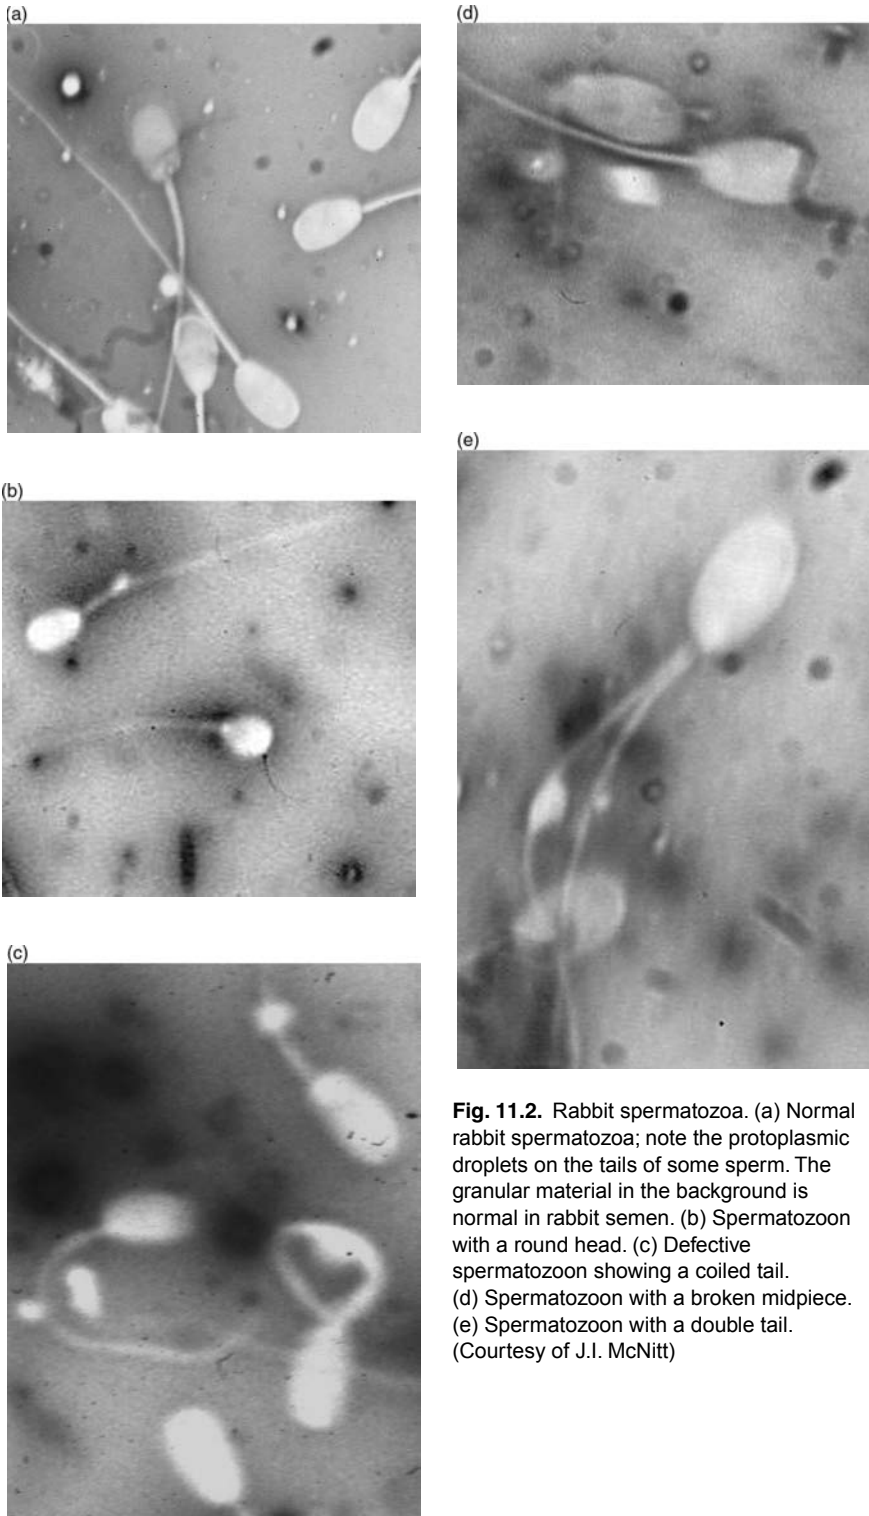 (a)
(b)
(c)
(d)
(e)
Fig. 11.2. Rabbit spermatozoa. (a) Normal
rabbit spermatozoa; note the protoplasmic
droplets on the tails of some sperm. The
granular material in the background is
normal in rabbit semen. (b) Spermatozoon
with a round head. (c) Defective
spermatozoon showing a coiled tail.
(d) Spermatozoon with a broken midpiece.
(e) Spermatozoon with a double tail.
(Courtesy of J.I. McNitt)